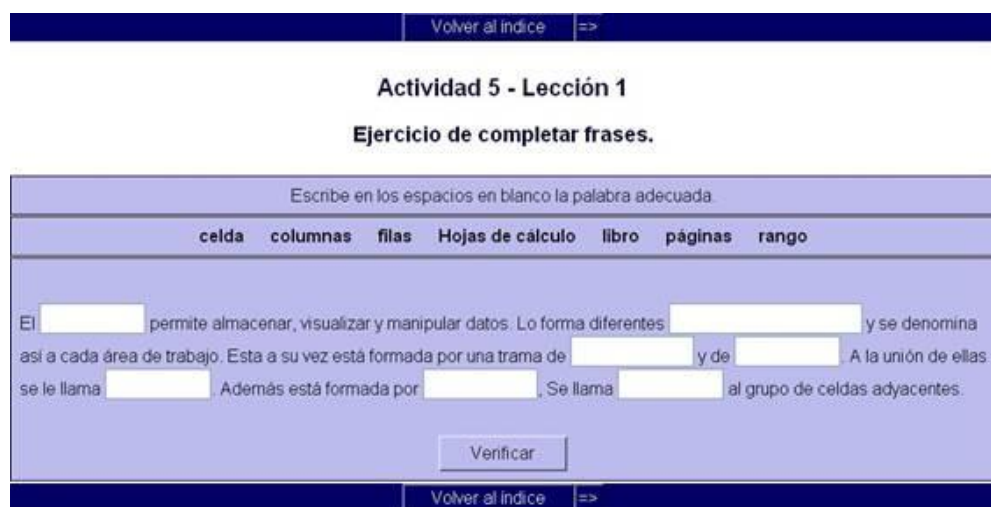 Volver al índice =>
Actividad 5 - Lección 1
Ejercicio de completar frases.
Escribe en los espacios en blanco la palabra adecuada.
celda columnas filas Hojas de cálculo libro páginas rango
El permite almacenar, visualizar y manipular datos. Lo forma diferentes y se denomina
así a cada área de trabajo. Esta a su vez está formada por una trama de y de . A la unión de ellas
se le llama . Además está formada por , Se llama al grupo de celdas adyacentes.
Verificar
Volver al índice =>